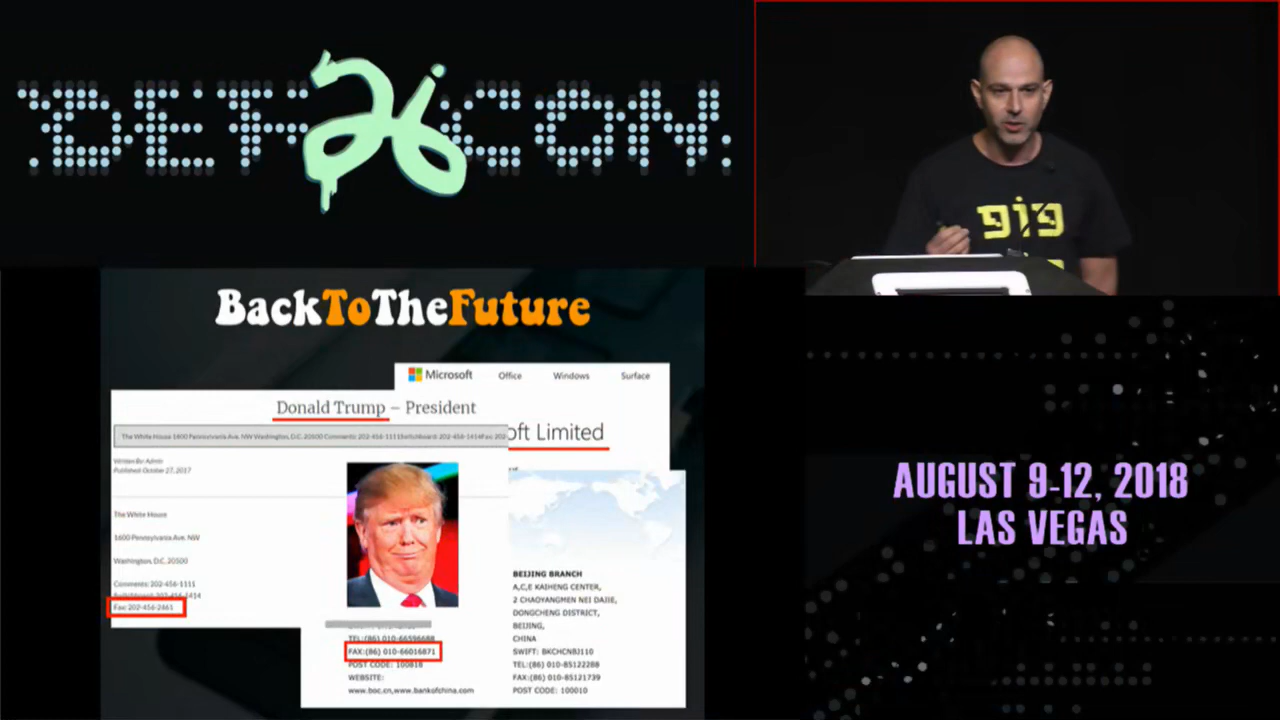 DEF 26 CON
BackToTheFuture
Microsoft Office Windows Surface
Donald Trump – President
The White House 1600 Pennsylvania Ave. NW Washington, D.C. 20500 Comments: 202-456-1111Switchboard: 202-456-1414Fax: 202
oft Limited
Written By: Admin
Published October 27, 2017
The White House
1600 Pennsylvania Ave. NW
Washington, D.C. 20500
Comments: 202-456-1111
Switchboard: 202-456-1414
Fax: 202-456-2461
TEL:(86) 010-66596688
FAX:(86) 010-66016871
POST CODE: 100818
WEBSITE:
www.boc.cn,www.bankofchina.com
BEIJING BRANCH
A,C,E KAIHENG CENTER,
2 CHAOYANGMEN NEI DAJIE,
DONGCHENG DISTRICT,
BEIJING,
CHINA
SWIFT: BKCHCNBJ110
TEL:(86) 010-85122288
FAX:(86) 010-85121739
POST CODE: 100010
AUGUST 9-12, 2018
LAS VEGAS